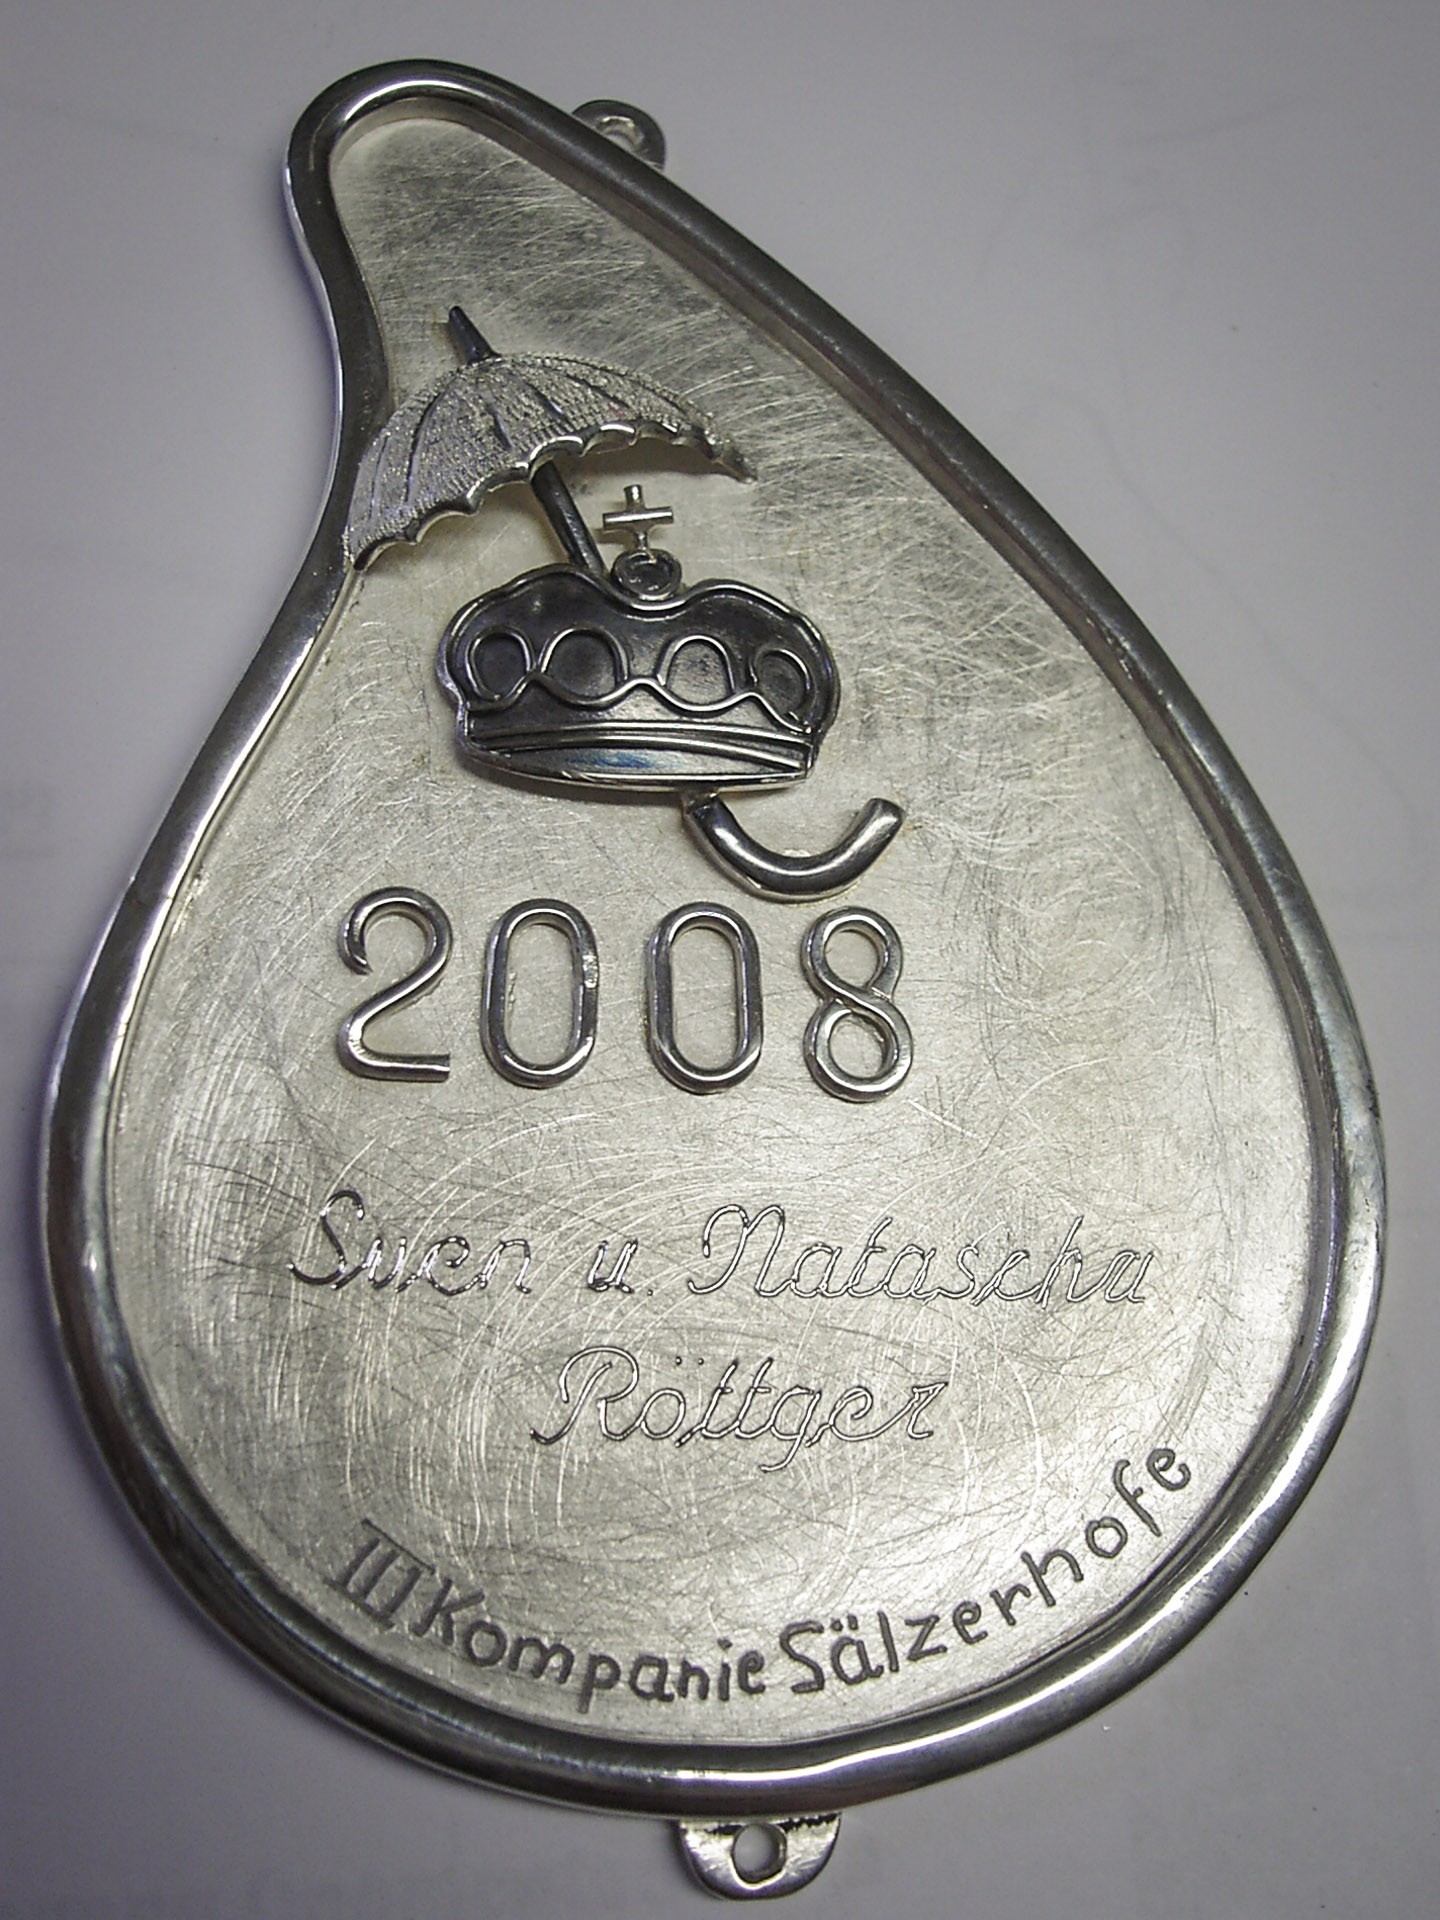 2008
Sven u. Natascha
Röttger
III Kompanie Sälzerhofe